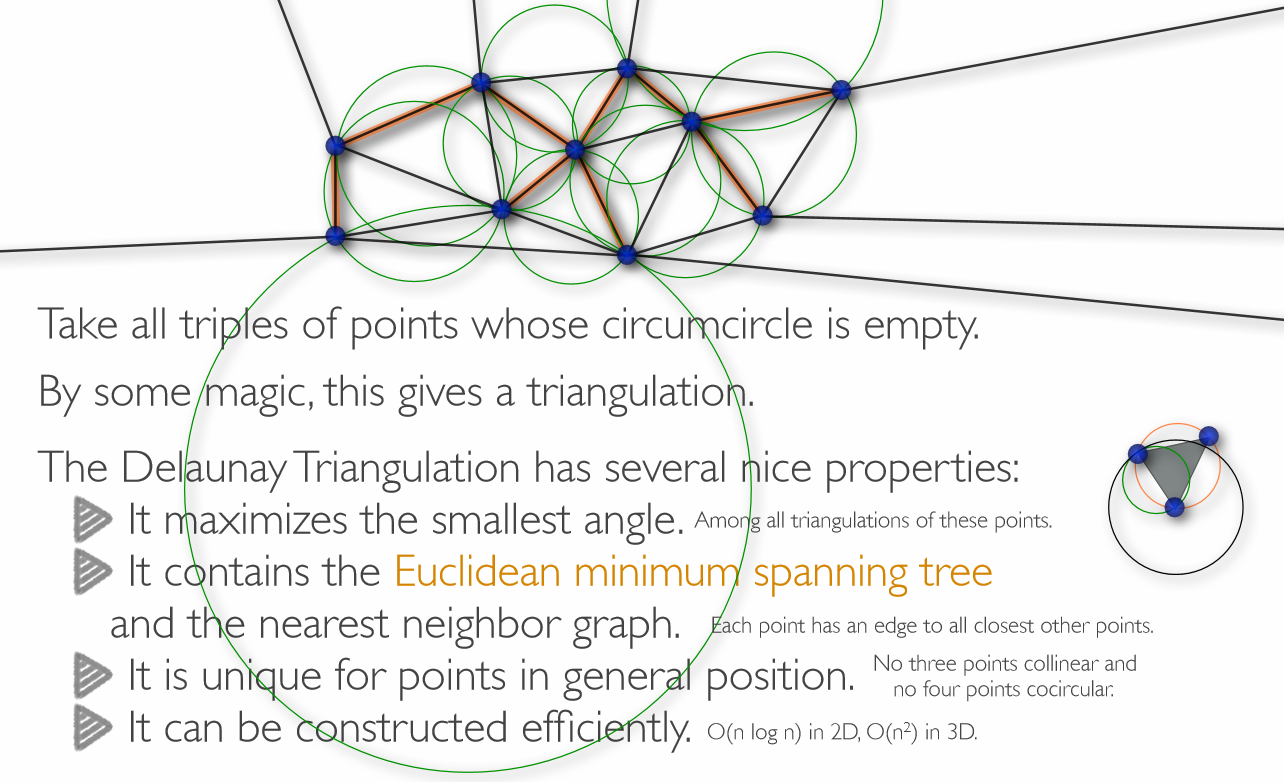 Take all triples of points whose circumcircle is empty.
By some magic, this gives a triangulation.
The Delaunay Triangulation has several nice properties:
It maximizes the smallest angle. Among all triangulations of these points.
It contains the Euclidean minimum spanning tree
and the nearest neighbor graph. Each point has an edge to all closest other points.
It is unique for points in general position. No three points collinear and
no four points cocircular.
It can be constructed efficiently. O(n log n) in 2D, O(n²) in 3D.